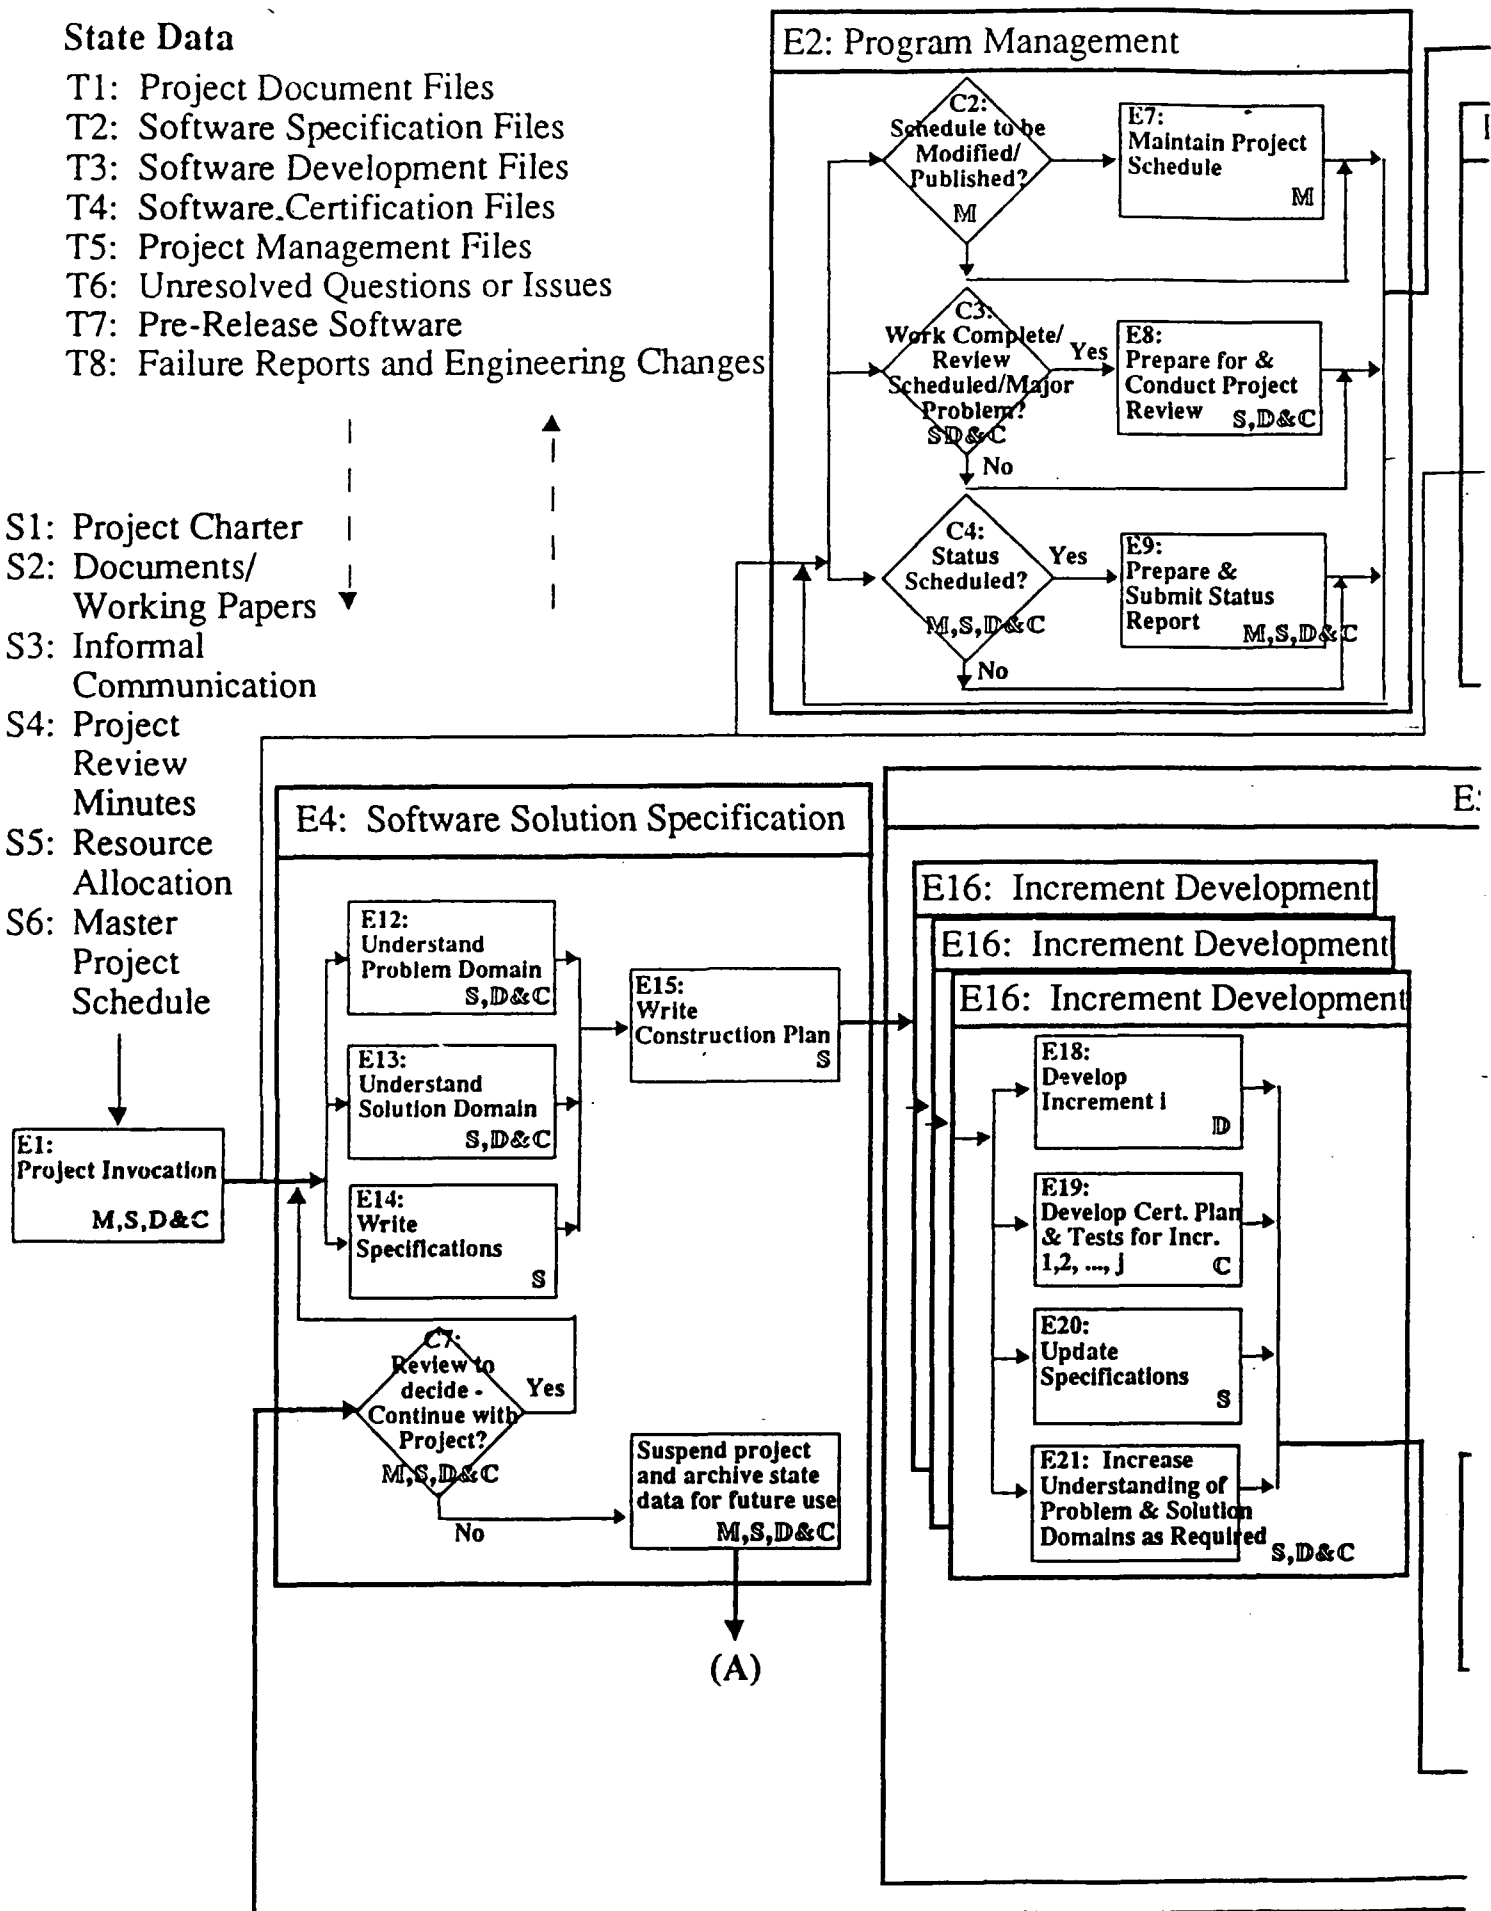 State Data
T1: Project Document Files
T2: Software Specification Files
T3: Software Development Files
T4: Software.Certification Files
T5: Project Management Files
T6: Unresolved Questions or Issues
T7: Pre-Release Software
T8: Failure Reports and Engineering Changes
S1: Project Charter
S2: Documents/
Working Papers
S3: Informal
Communication
S4: Project
Review
Minutes
S5: Resource
Allocation
S6: Master
Project
Schedule
E1:
Project Invocation
M,S,D&C
E2: Program Management
C2:
Schedule to be
Modified/
Published?
M
E7:
Maintain Project
Schedule
M
C3:
Work Complete/
Review
Scheduled/Major
Problem?
SD&C
Yes
No
E8:
Prepare for &
Conduct Project
Review
S,D&C
C4:
Status
Scheduled?
M,S,D&C
Yes
No
E9:
Prepare &
Submit Status
Report
M,S,D&C
E4: Software Solution Specification
E12:
Understand
Problem Domain
S,D&C
E13:
Understand
Solution Domain
S,D&C
E14:
Write
Specifications
S
E15:
Write
Construction Plan
S
C7:
Review to
decide -
Continue with
Project?
M,S,D&C
Yes
No
Suspend project
and archive state
data for future use
M,S,D&C
(A)
E16: Increment Development
E16: Increment Development
E16: Increment Development
E18:
Develop
Increment i
D
E19:
Develop Cert. Plan
& Tests for Incr.
1,2, ..., j
C
E20:
Update
Specifications
S
E21: Increase
Understanding of
Problem & Solution
Domains as Required
S,D&C